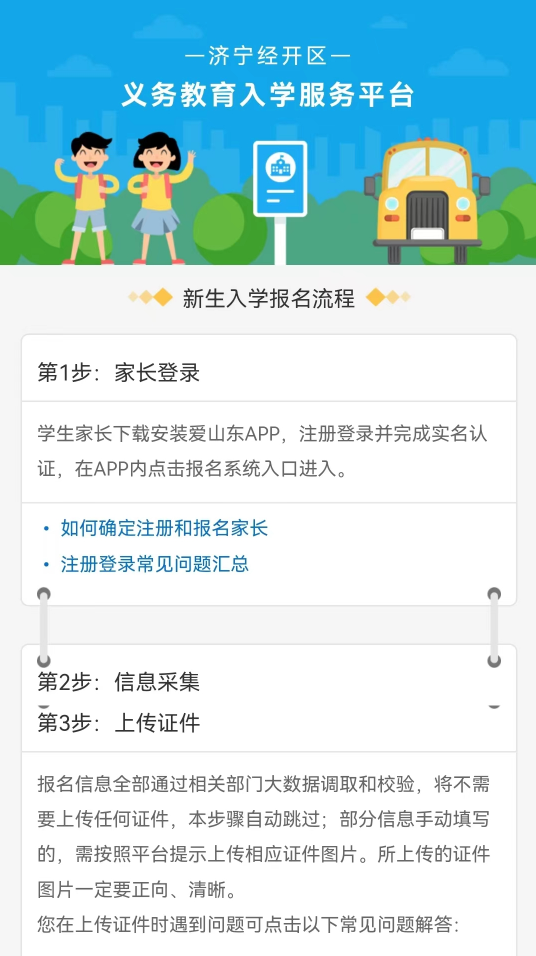 —济宁经开区—
义务教育入学服务平台
新生入学报名流程
第1步：家长登录
学生家长下载安装爱山东APP，注册登录并完成实名认
证，在APP内点击报名系统入口进入。
• 如何确定注册和报名家长
• 注册登录常见问题汇总
第2步：信息采集
第3步：上传证件
报名信息全部通过相关部门大数据调取和校验，将不需
要上传任何证件，本步骤自动跳过；部分信息手动填写
的，需按照平台提示上传相应证件图片。所上传的证件
图片一定要正向、清晰。
您在上传证件时遇到问题可点击以下常见问题解答：